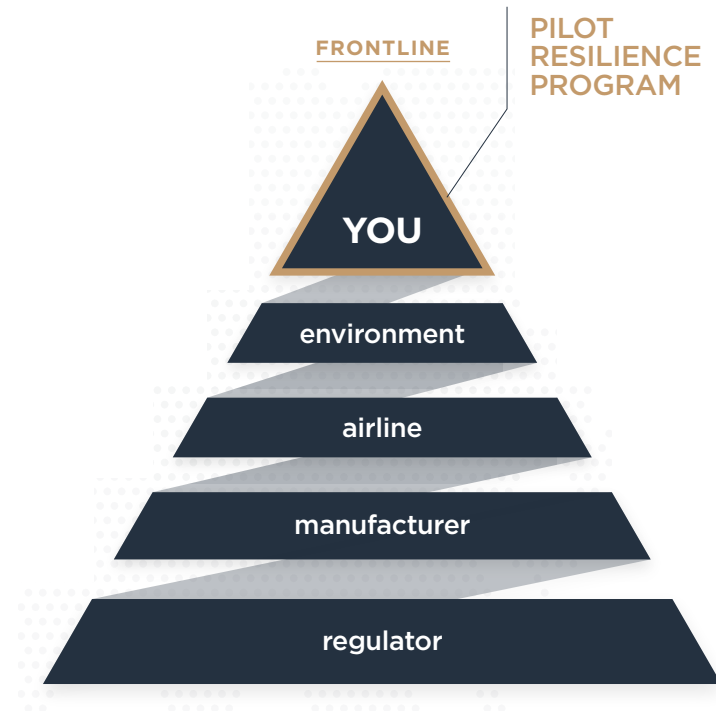 FRONTLINE
PILOT
RESILIENCE
PROGRAM
YOU
environment
airline
manufacturer
regulator